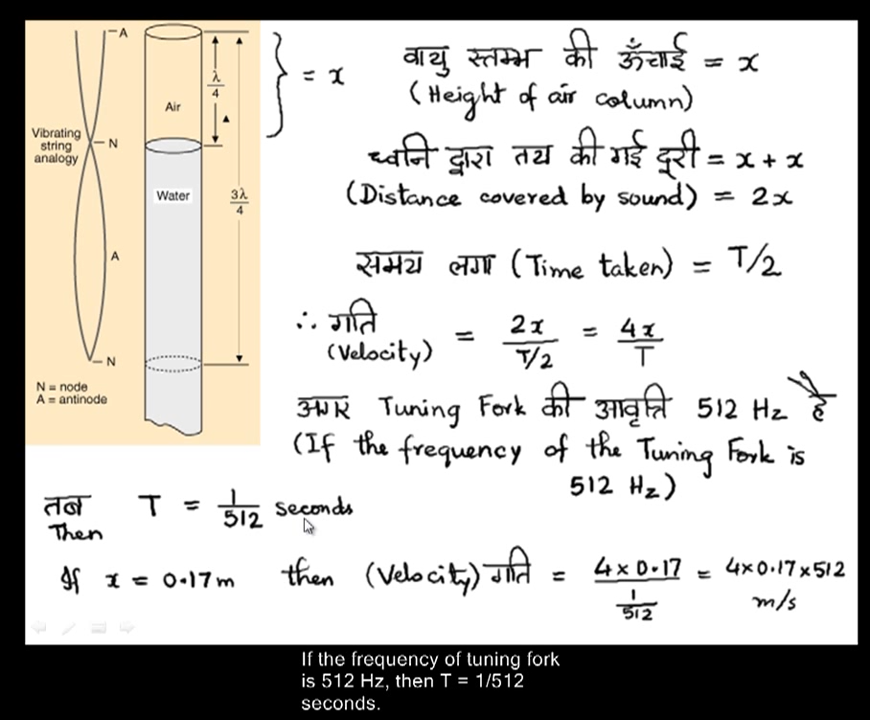 A
λ/4
Air
Vibrating
string
analogy
N
Water
3λ/4
A
N
N = node
A = antinode
} = x
वायु स्तम्भ की ऊँचाई = x
(Height of air column)
ध्वनि द्वारा तय की गई दूरी = x + x
(Distance covered by sound) = 2x
समय लगा (Time taken) = T/2
∴ गति (Velocity) = 2x / T/2 = 4x / T
अगर Tuning Fork की आवृत्ति 512 Hz है
(If the frequency of the Tuning Fork is
512 Hz)
तब T = 1/512 seconds
Then
If x = 0.17m then (Velocity) गति = 4 x 0.17 / 1/512 = 4x0.17x512
m/s
If the frequency of tuning fork
is 512 Hz, then T = 1/512
seconds.